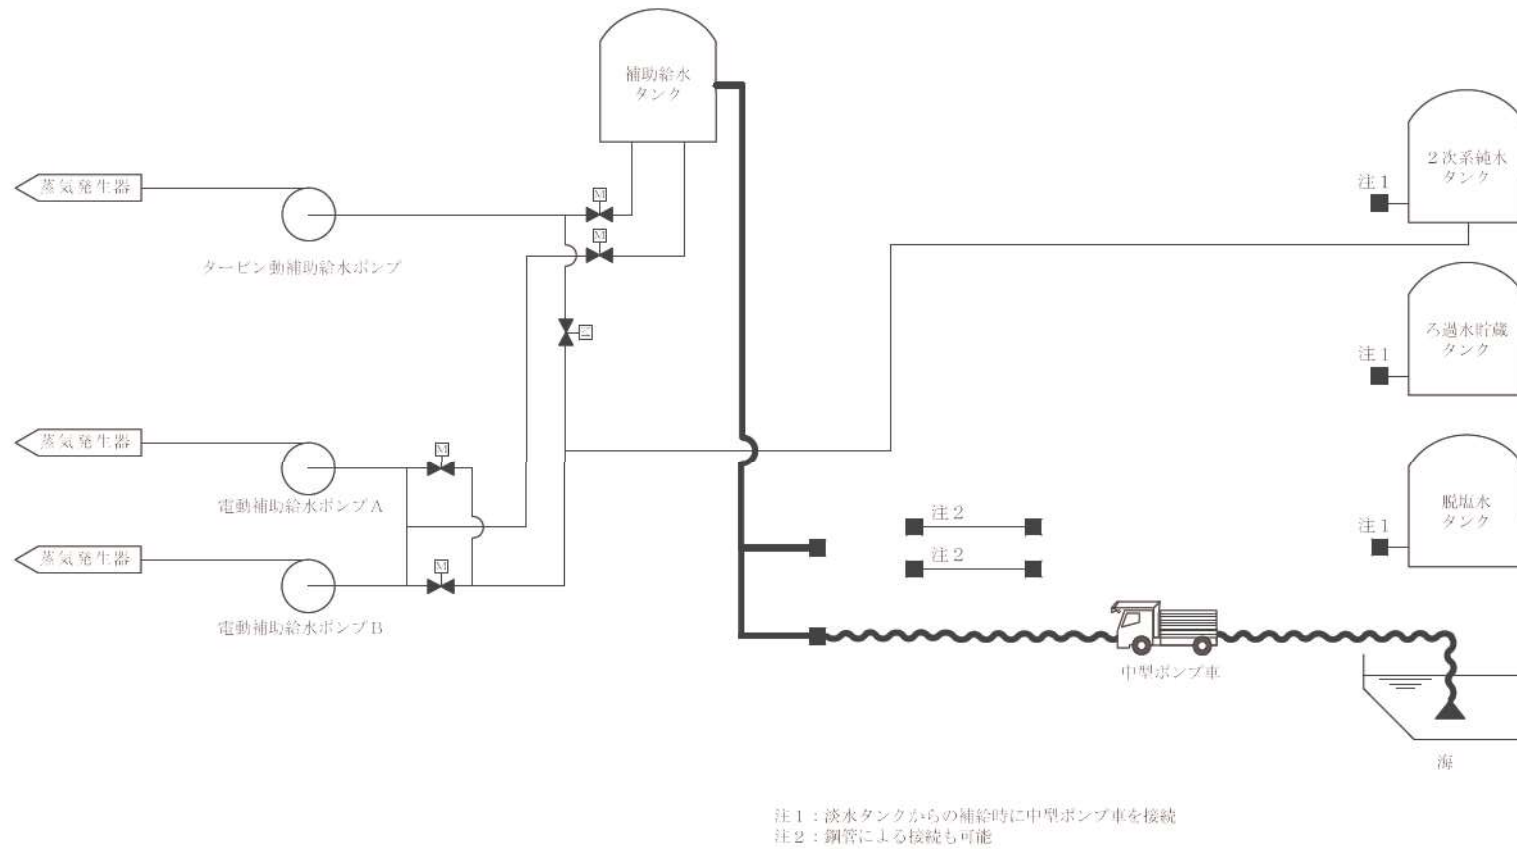 補助給水
タンク
2次系純水
タンク
注1
蒸気発生器
M
M
タービン動補助給水ポンプ
ろ過水貯蔵
タンク
注1
M
蒸気発生器
M
電動補助給水ポンプA
脱塩水
タンク
注1
注2
注2
蒸気発生器
M
電動補助給水ポンプB
中型ポンプ車
海
注1:淡水タンクからの補給時に中型ポンプ車を接続
注2:鋼管による接続も可能